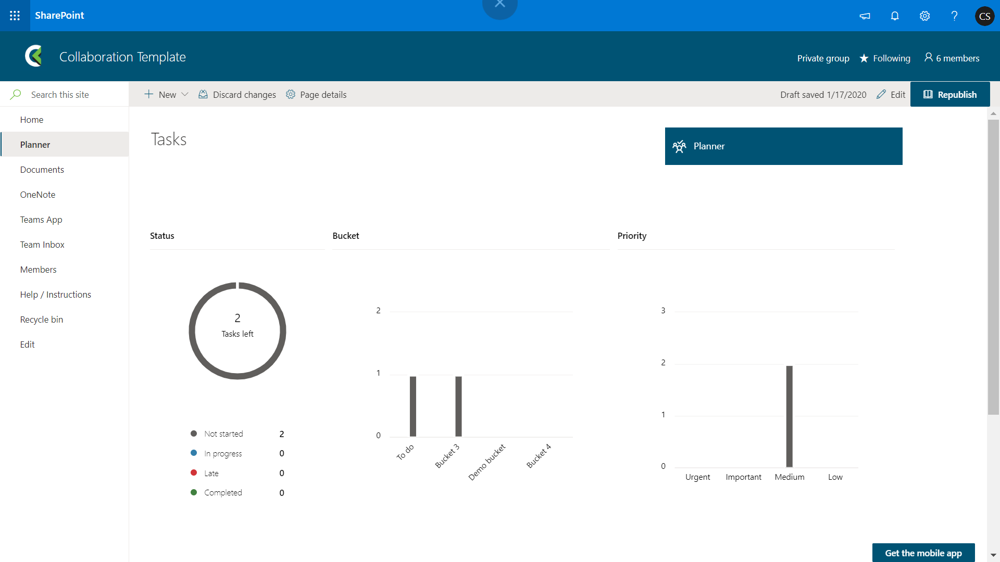 SharePoint
CS
Collaboration Template
Private group
Following
6 members
Search this site
New
Discard changes
Page details
Draft saved 1/17/2020
Edit
Republish
Home
Planner
Documents
OneNote
Teams App
Team Inbox
Members
Help / Instructions
Recycle bin
Edit
Tasks
Planner
Status
2
Tasks left
Not started 2
In progress 0
Late 0
Completed 0
Bucket
2
1
0
To do
Bucket 3
Demo bucket
Bucket 4
Priority
3
2
1
0
Urgent
Important
Medium
Low
Get the mobile app